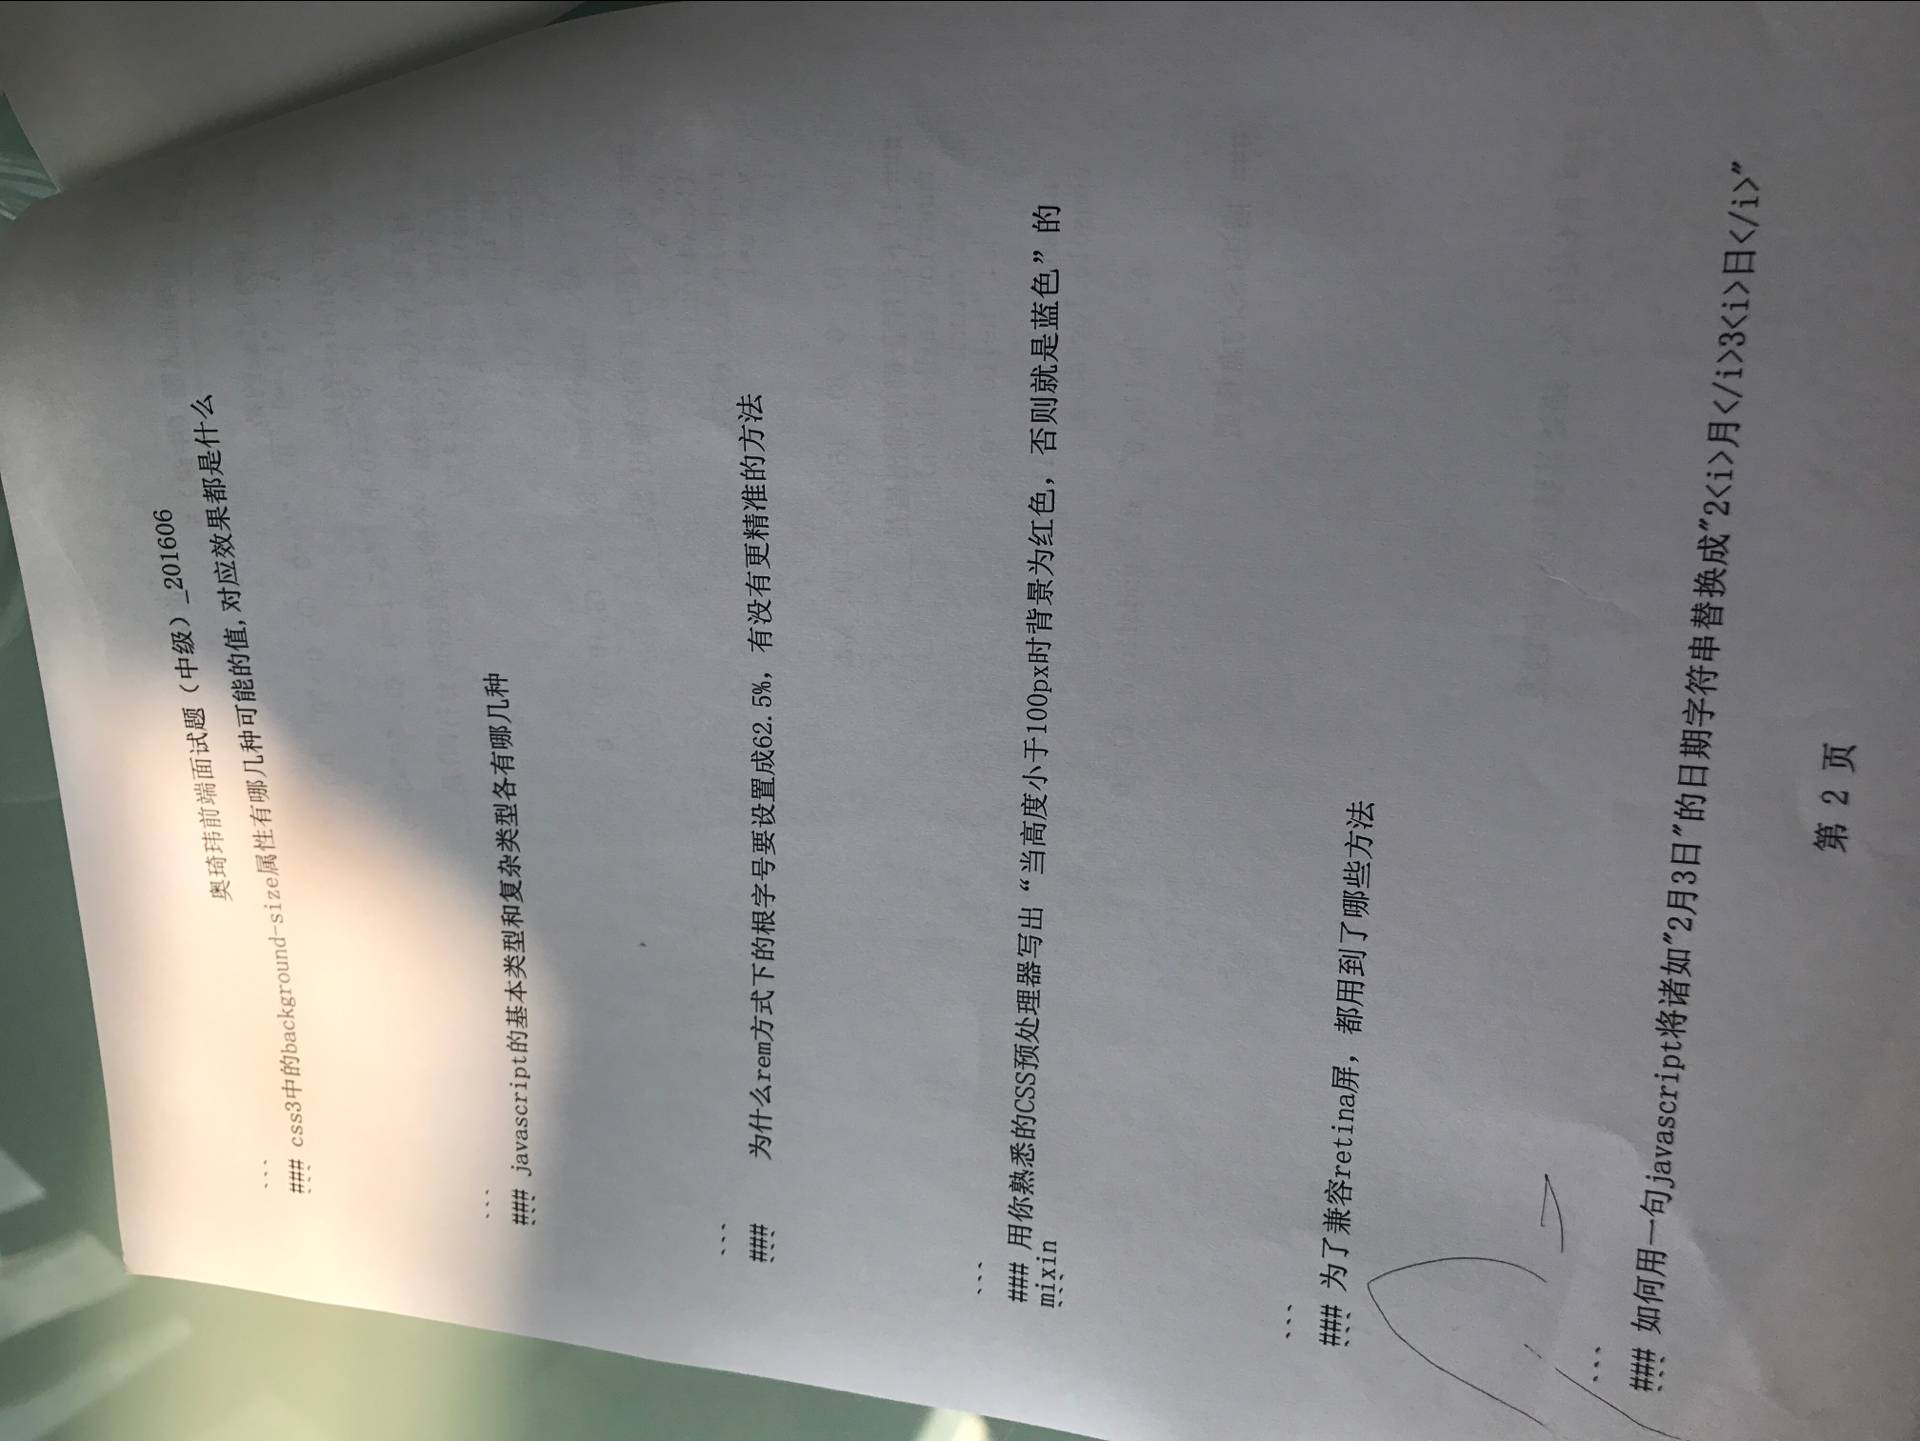 奥琦玮前端面试题（中级）_201606
```
### css3中的background-size属性有哪几种可能的值,对应效果都是什么
```
```
### javascript的基本类型和复杂类型各有哪几种
```
```
### 为什么rem方式下的根字号要设置成62.5%，有没有更精准的方法
```
```
### 用你熟悉的CSS预处理器写出“当高度小于100px时背景为红色，否则就是蓝色”的
mixin
```
```
### 为了兼容retina屏，都用到了哪些方法
```
```
### 如何用一句javascript将诸如"2月3日"的日期字符串替换成"2<i>月</i>3<i>日</i>"
```
第 2 页